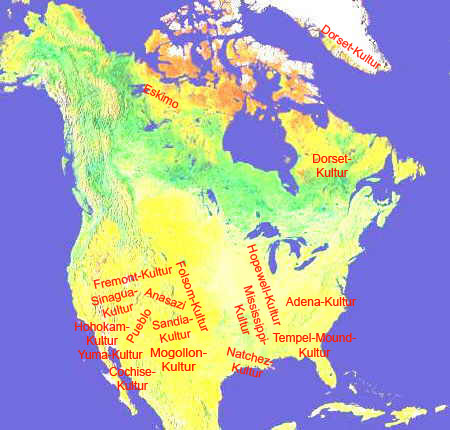 Dorset-Kultur
Eskimo
Dorset-
Kultur
Hopewell-Kultur
Fremont-Kultur
Folsom-Kultur
Sinagua-
Kultur
Anasazi
Mississippi-
Kultur
Adena-Kultur
Hohokam-
Kultur
Pueblo
Sandia-
Kultur
Tempel-Mound-
Kultur
Yuma-Kultur
Mogollon-
Kultur
Natchez-
Kultur
Cochise-
Kultur